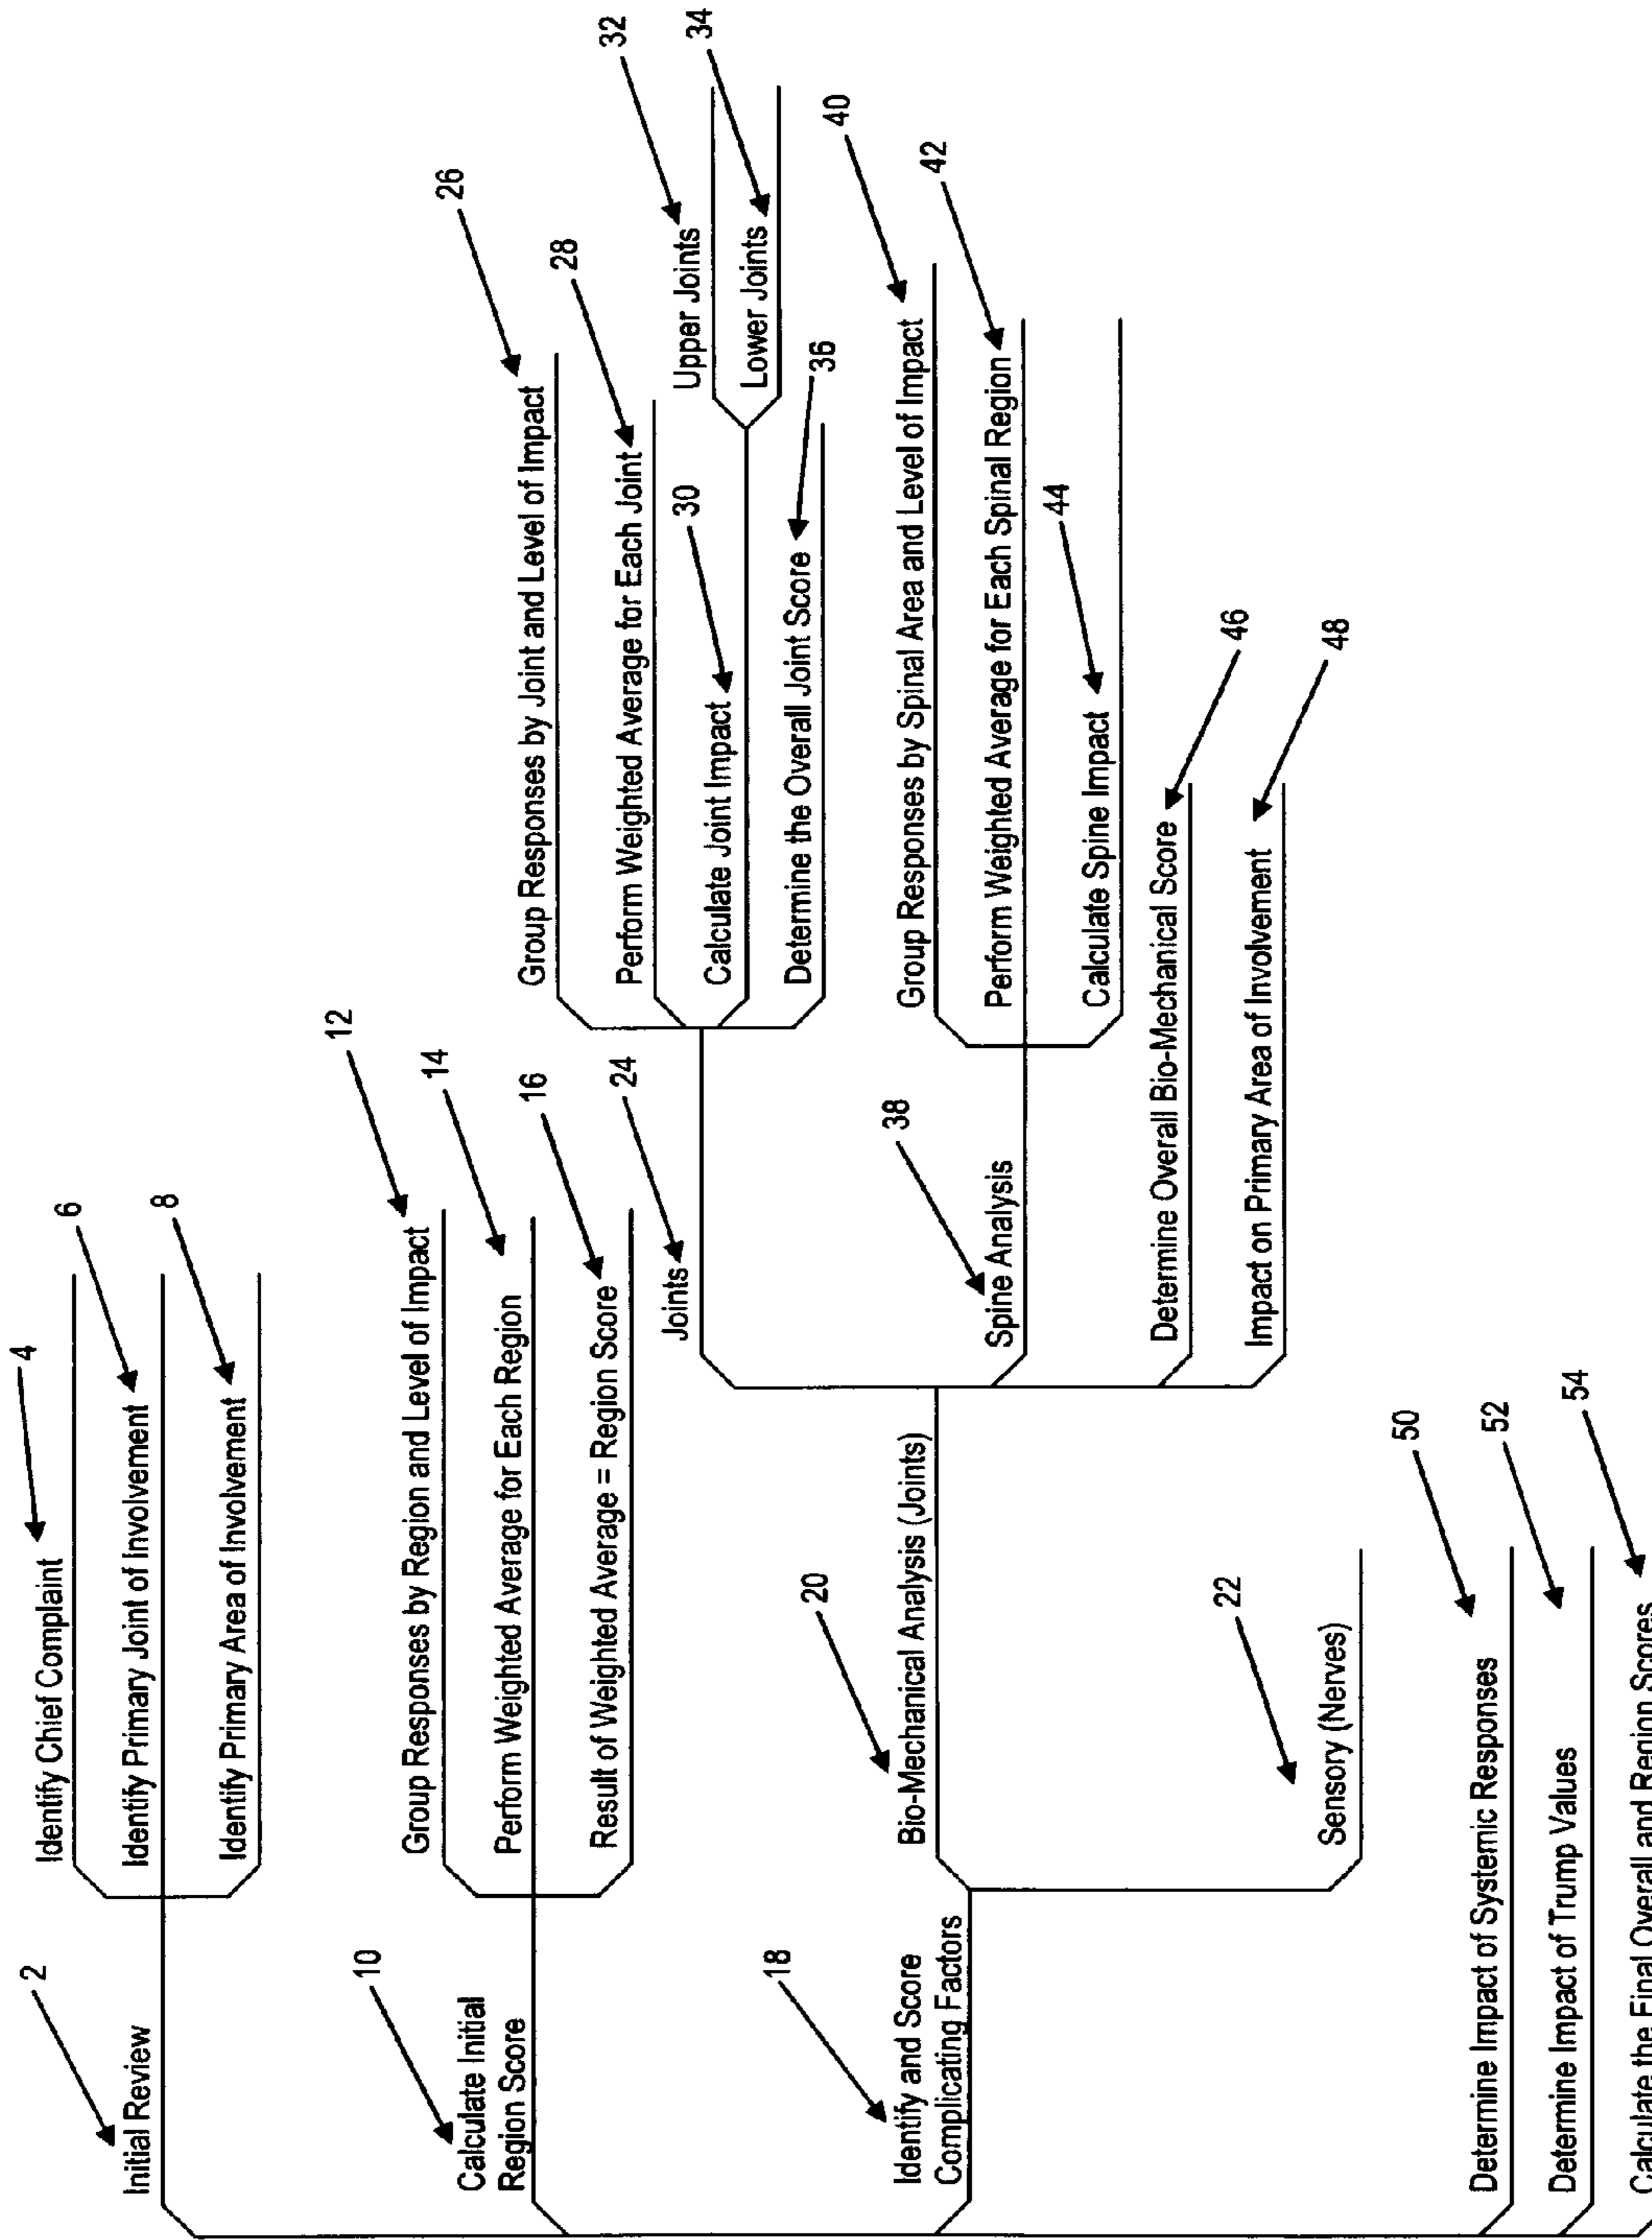 2
Initial Review
4
Identify Chief Complaint
6
Identify Primary Joint of Involvement
8
Identify Primary Area of Involvement
10
Calculate Initial
Region Score
12
Group Responses by Region and Level of Impact
14
Perform Weighted Average for Each Region
16
Result of Weighted Average = Region Score
18
Identify and Score
Complicating Factors
20
Bio-Mechanical Analysis (Joints)
24
Joints
26
Group Responses by Joint and Level of Impact
28
Perform Weighted Average for Each Joint
30
Calculate Joint Impact
32
Upper Joints
34
Lower Joints
36
Determine the Overall Joint Score
38
Spine Analysis
40
Group Responses by Spinal Area and Level of Impact
42
Perform Weighted Average for Each Spinal Region
44
Calculate Spine Impact
46
Determine Overall Bio-Mechanical Score
48
Impact on Primary Area of Involvement
22
Sensory (Nerves)
50
Determine Impact of Systemic Responses
52
Determine Impact of Trump Values
54
Calculate the Final Overall and Region Scores